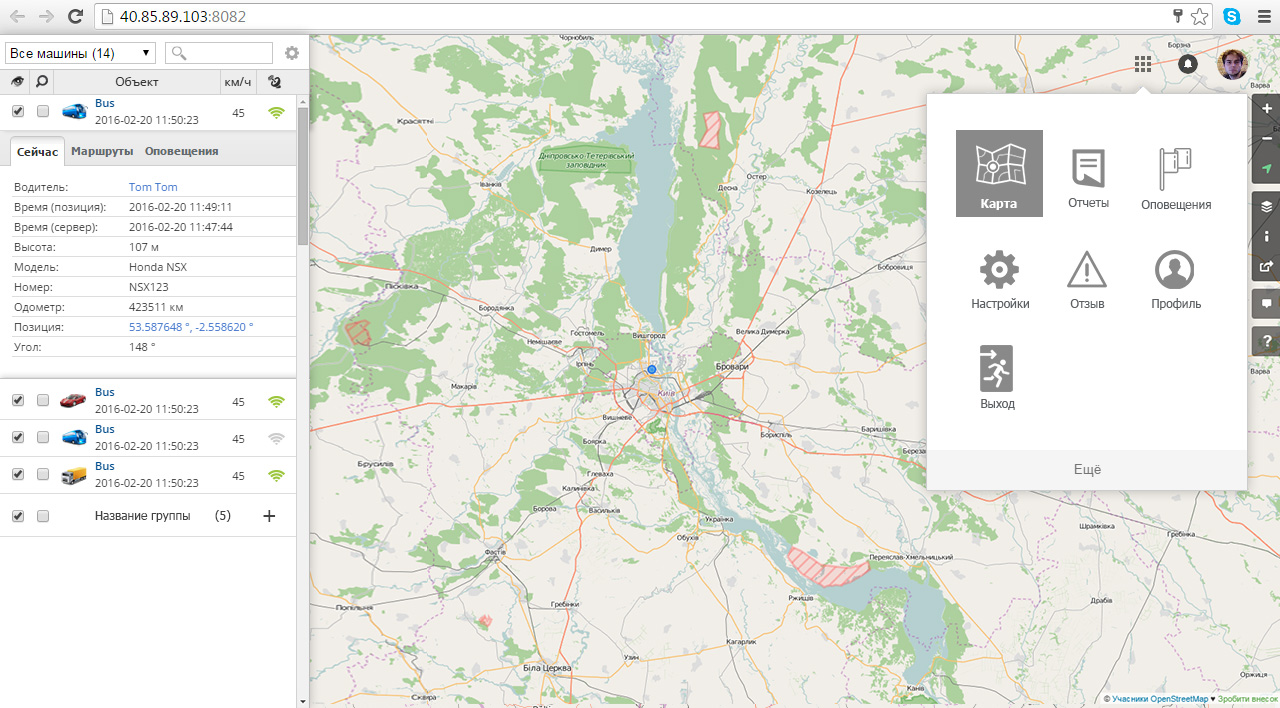 40.85.89.103:8082
Все машины (14)
Объект
км/ч
Bus
2016-02-20 11:50:23
45
Сейчас
Маршруты
Оповещения
Водитель: Tom Tom
Время (позиция): 2016-02-20 11:49:11
Время (сервер): 2016-02-20 11:47:44
Высота: 107 м
Модель: Honda NSX
Номер: NSX123
Одометр: 423511 км
Позиция: 53.587648 °, -2.558620 °
Угол: 148 °
Bus
2016-02-20 11:50:23
45
Bus
2016-02-20 11:50:23
45
Bus
2016-02-20 11:50:23
45
Название группы (5) +
Чорнобиль
Борзна
Варва
Красятичі
Дніпровсько-Тетерівський
заповідник
Іванків
Остер
Десна
Козелець
Димер
Бобровиця
Пісківка
Бородянка
Гостомель
Вишгород
Велика Димерка
Немішаєве
Ірпінь
Бровари
Макарів
Київ
Вишневе
Боярка
Бориспіль
Баришівка
Брусилів
Глеваха
Калинівка
Васильків
Борова
Українка
Обухів
Фастів
Переяслав-Хмельницький
Шрамківка
Гребінка
Ржищів
Драбів
Попільня
Гребінки
Кагарлик
Узин
Біла Церква
Сквира
Канів
Оржиця
Варва
Карта
Отчеты
Оповещения
Настройки
Отзыв
Профиль
Выход
Ещё
+
−
i
?
© Учасники OpenStreetMap ♥ Зробити внесок